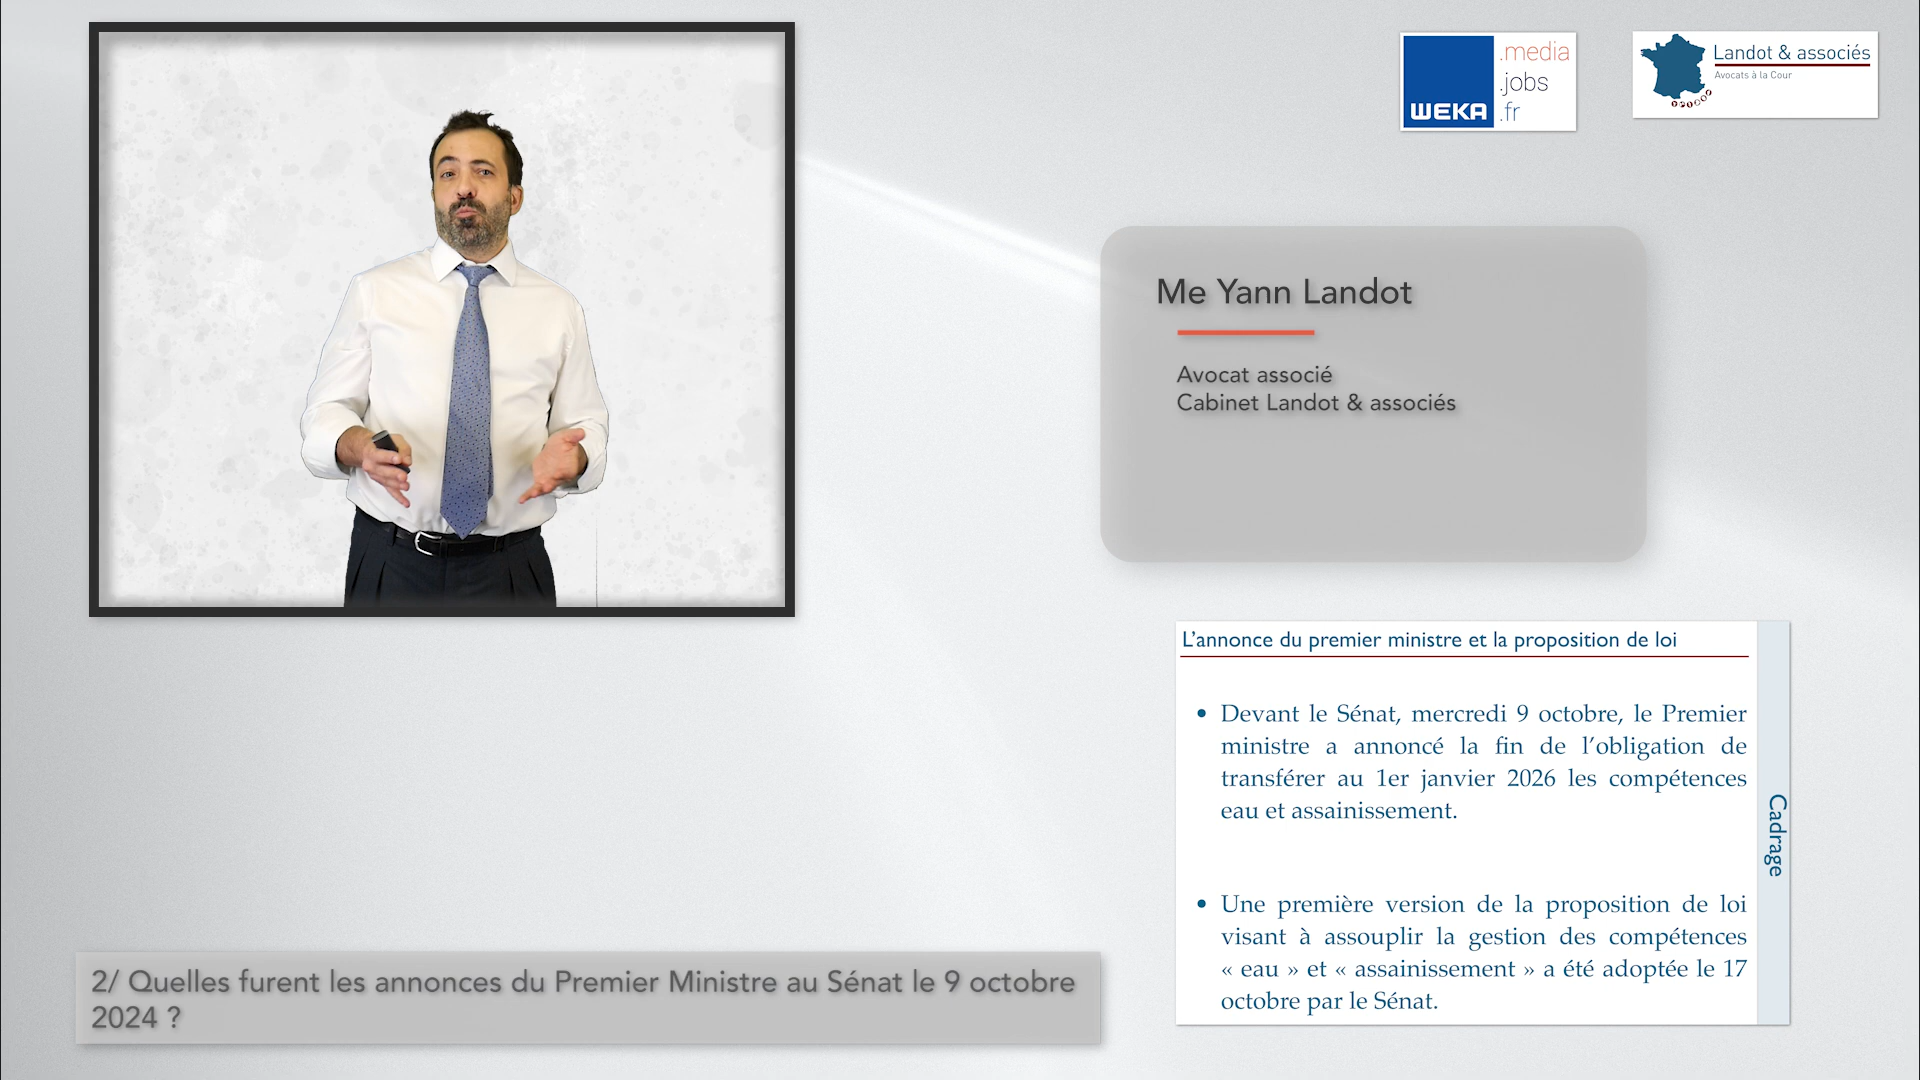 WEKA
.media
.jobs
.fr
Landot & associés
Avocats à la Cour
Me Yann Landot
Avocat associé
Cabinet Landot & associés
L'annonce du premier ministre et la proposition de loi
• Devant le Sénat, mercredi 9 octobre, le Premier
ministre a annoncé la fin de l'obligation de
transférer au 1er janvier 2026 les compétences
eau et assainissement.
• Une première version de la proposition de loi
visant à assouplir la gestion des compétences
« eau » et « assainissement » a été adoptée le 17
octobre par le Sénat.
Cadrage
2/ Quelles furent les annonces du Premier Ministre au Sénat le 9 octobre
2024 ?